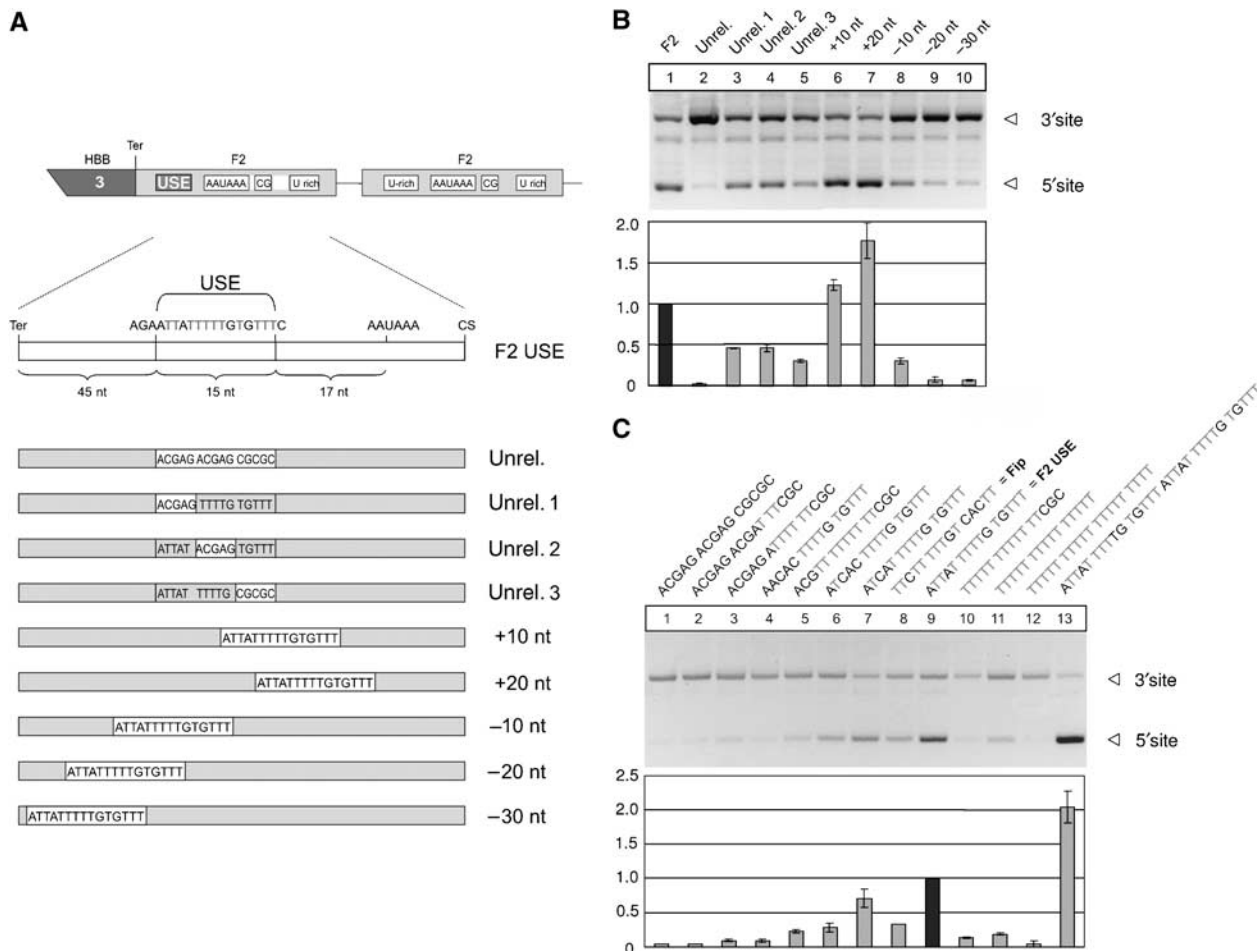 A
HBB
3
Ter
F2
USE
AAUAAA
CG
U rich
F2
U-rich
AAUAAA
CG
U rich
USE
Ter
AGAATTATTTTTGTGTTTC
AAUAAA
CS
F2 USE
45 nt
15 nt
17 nt
ACGAG ACGAG CGCGC
Unrel.
ACGAG TTTTG TGTTT
Unrel. 1
ATTAT ACGAG TGTTT
Unrel. 2
ATTAT TTTTG CGCGC
Unrel. 3
ATTATTTTTGTGTTT
+10 nt
ATTATTTTTGTGTTT
+20 nt
ATTATTTTTGTGTTT
–10 nt
ATTATTTTTGTGTTT
–20 nt
ATTATTTTTGTGTTT
–30 nt
B
F2 Unrel. Unrel. 1 Unrel. 2 Unrel. 3 +10 nt +20 nt –10 nt –20 nt –30 nt
1 2 3 4 5 6 7 8 9 10
3′site
5′site
2.0
1.5
1.0
0.5
0
C
ACGAG ACGAG CGCGC
ACGAG ACGAT TTCGC
ACGAG ATTTT TTCGC
AACAC TTTTG TGTTT
ACGTT TTTTT TTCGC
ATCAC TTTTG TGTTT
ATCAT TTTTG TGTTT
TTCTT TTTGT CACTT = Fip
ATTAT TTTTG TGTTT = F2 USE
TTTTT TTTTT TTCGC
TTTTT TTTTT TTTTT
TTTTT TTTTT TTTTT TTTTT
ATTAT TTTTG TGTTT ATTAT TTTTG TGTTT
1 2 3 4 5 6 7 8 9 10 11 12 13
3′site
5′site
2.5
2.0
1.5
1.0
0.5
0